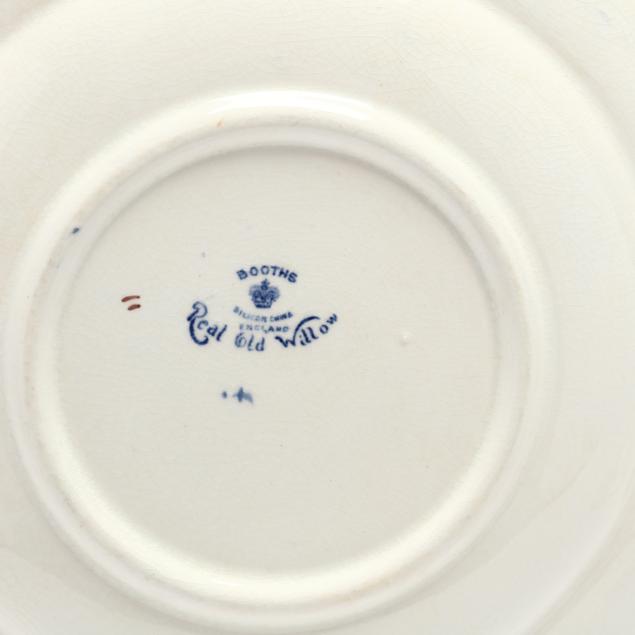 BOOTHS
SILICON CHINA
ENGLAND
Real Old Willow